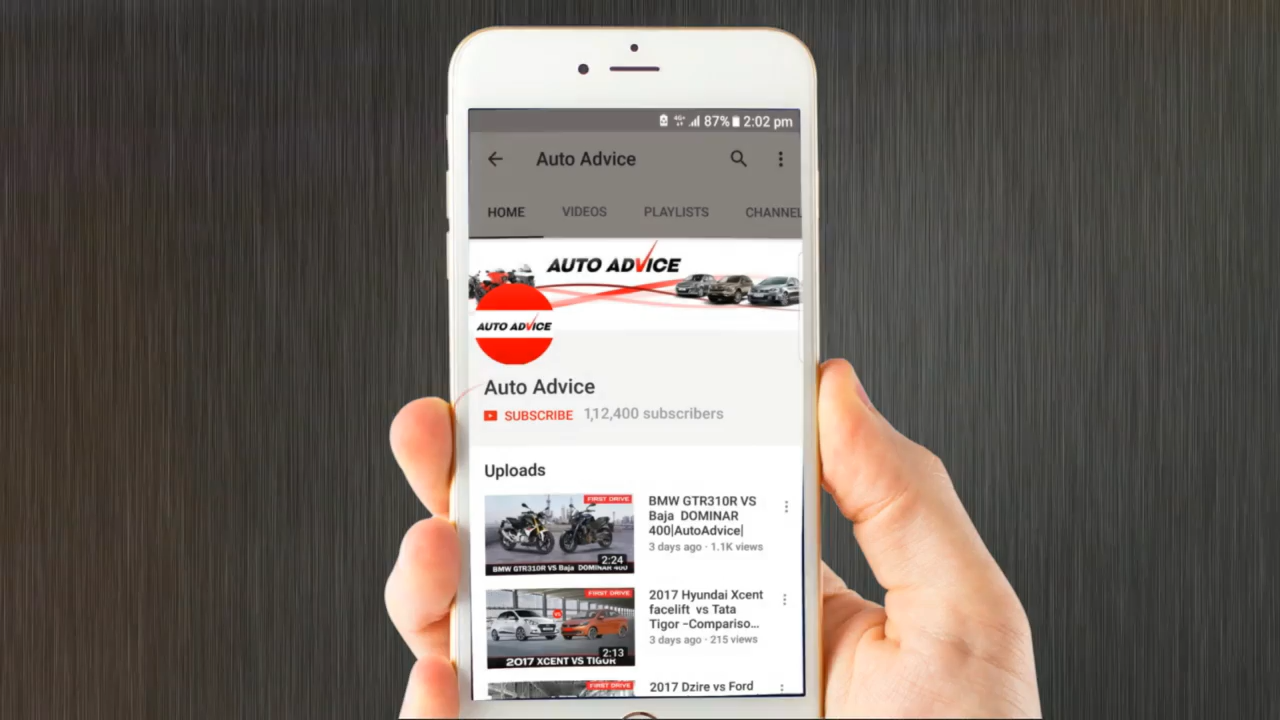 4G+ 87% 2:02 pm
Auto Advice
HOME VIDEOS PLAYLISTS CHANNEL
AUTO ADVICE
AUTO ADVICE
Auto Advice
SUBSCRIBE 1,12,400 subscribers
Uploads
FIRST DRIVE
2:24
BMW GTR310R VS Baja DOMINAR 400
BMW GTR310R VS
Baja DOMINAR
400|AutoAdvice|
3 days ago · 1.1K views
FIRST DRIVE
VS
2:13
2017 XCENT VS TIGOR
2017 Hyundai Xcent
facelift vs Tata
Tigor -Compariso...
3 days ago · 215 views
FIRST DRIVE
2017 Dzire vs Ford